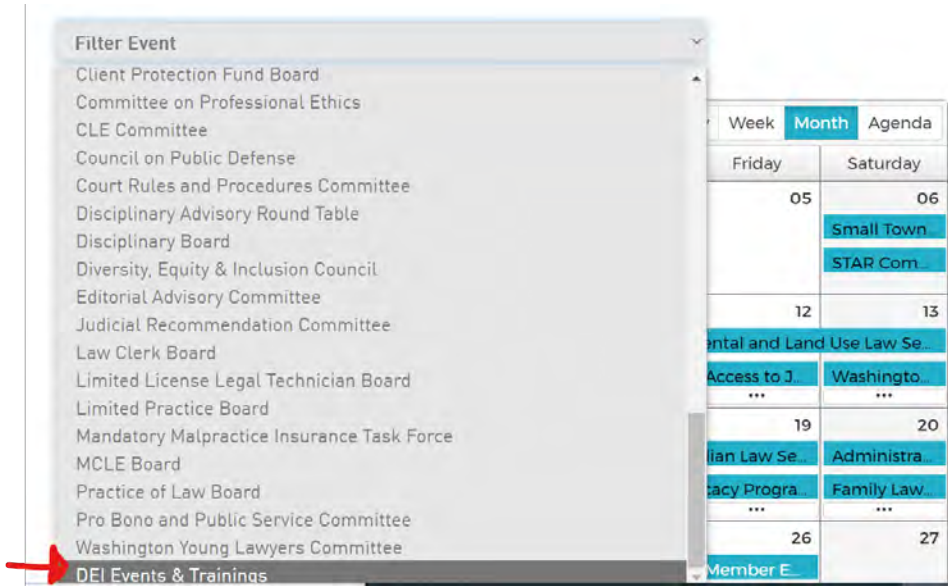 Filter Event
Client Protection Fund Board
Committee on Professional Ethics
CLE Committee
Council on Public Defense
Court Rules and Procedures Committee
Disciplinary Advisory Round Table
Disciplinary Board
Diversity, Equity & Inclusion Council
Editorial Advisory Committee
Judicial Recommendation Committee
Law Clerk Board
Limited License Legal Technician Board
Limited Practice Board
Mandatory Malpractice Insurance Task Force
MCLE Board
Practice of Law Board
Pro Bono and Public Service Committee
Washington Young Lawyers Committee
DEI Events & Trainings
Week Month Agenda
Friday Saturday
05 06
Small Town...
STAR Com...
12 13
ental and Land Use Law Se...
Access to J... Washingto...
... ...
19 20
ian Law Se... Administra...
cacy Progra... Family Law...
... ...
26 27
Member E...